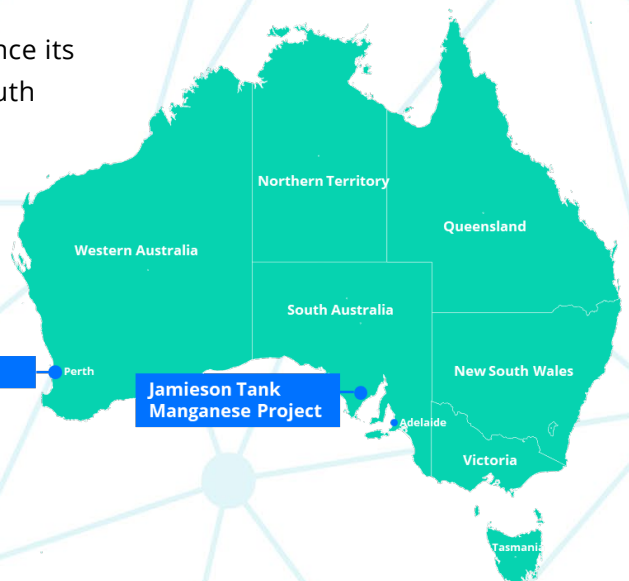 nce its
uth
Northern Territory
Queensland
Western Australia
South Australia
Perth
New South Wales
Jamieson Tank
Manganese Project
Adelaide
Victoria
Tasmania